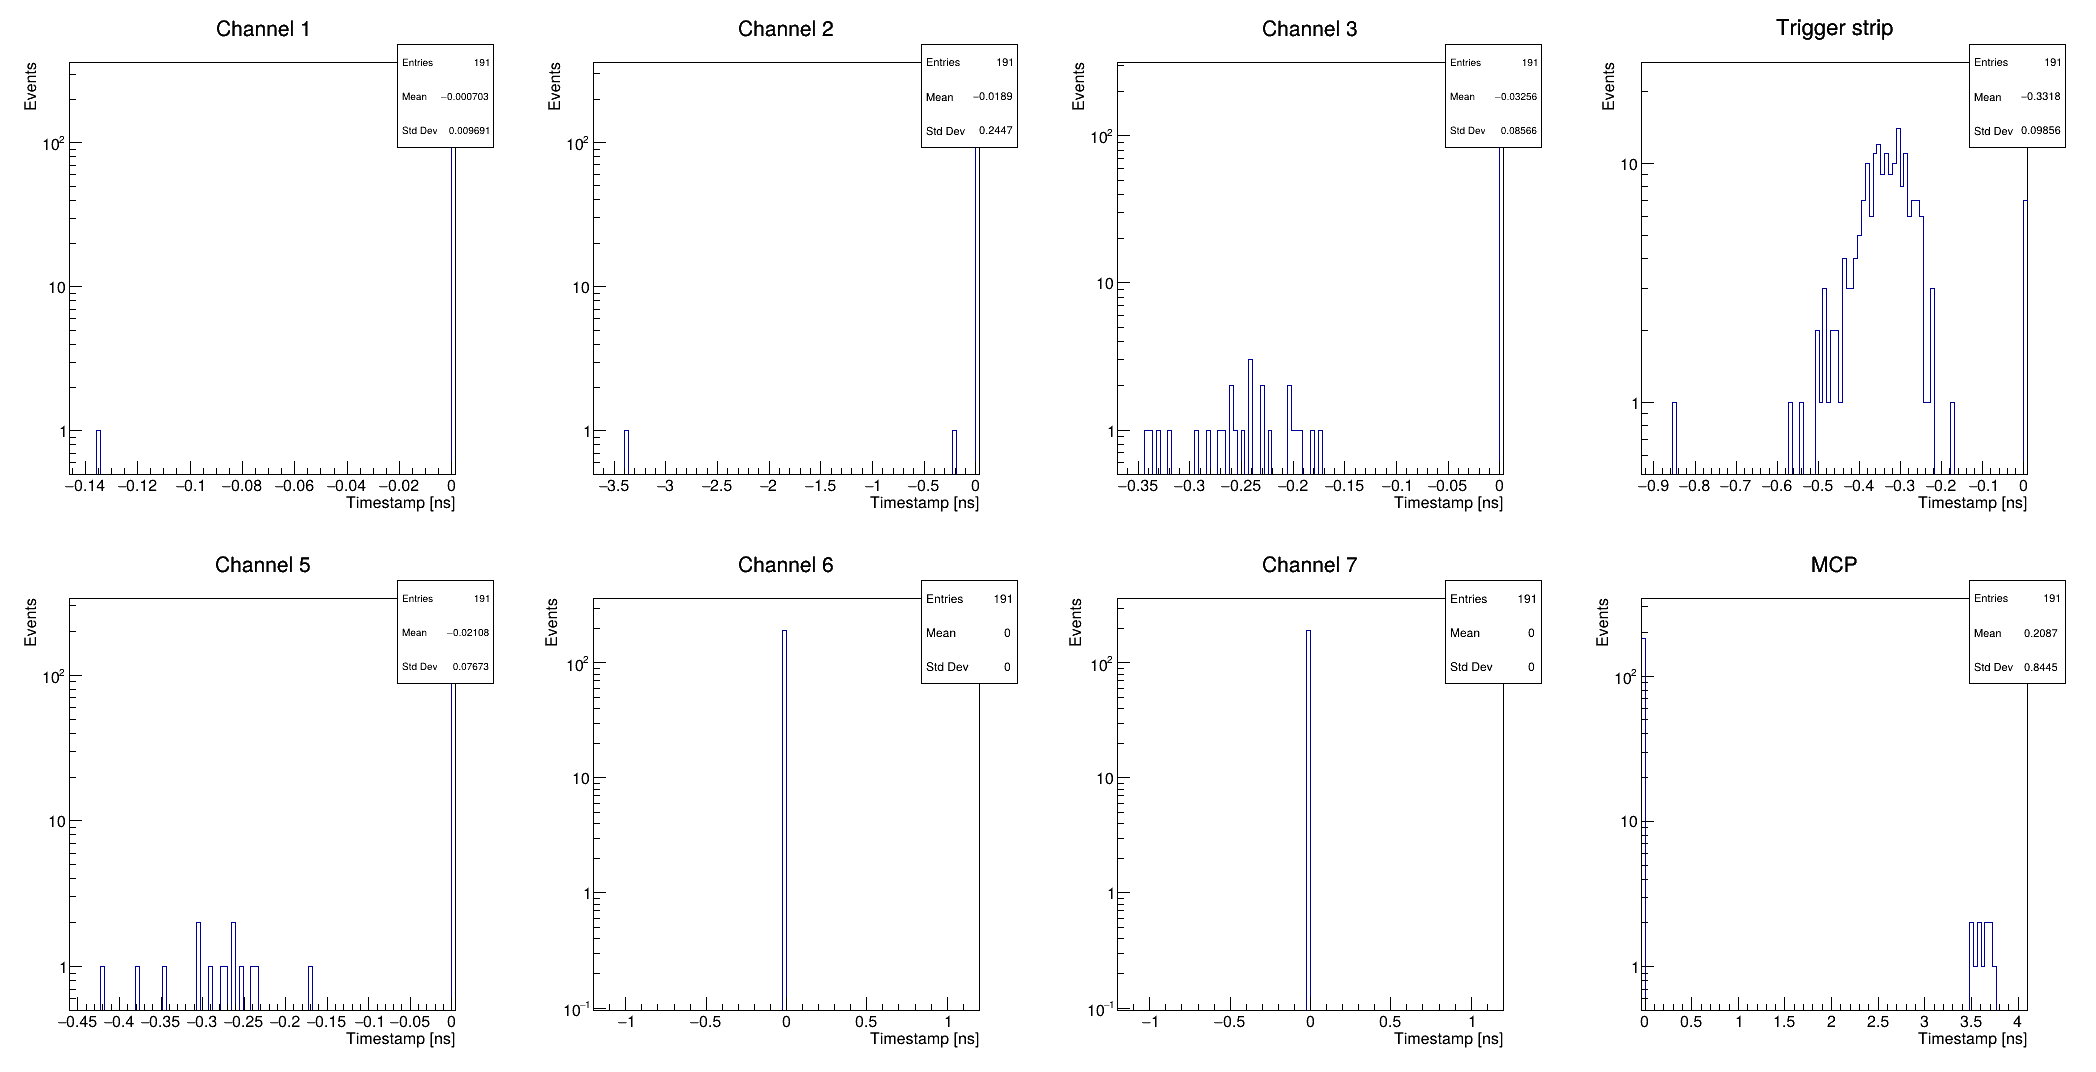 Channel 1
Events
Entries 191
Mean −0.000703
Std Dev 0.009691
10²
10
1
−0.14 −0.12 −0.1 −0.08 −0.06 −0.04 −0.02 0
Timestamp [ns]
Channel 2
Events
Entries 191
Mean −0.0189
Std Dev 0.2447
10²
10
1
−3.5 −3 −2.5 −2 −1.5 −1 −0.5 0
Timestamp [ns]
Channel 3
Events
Entries 191
Mean −0.03256
Std Dev 0.08566
10²
10
1
−0.35 −0.3 −0.25 −0.2 −0.15 −0.1 −0.05 0
Timestamp [ns]
Trigger strip
Events
Entries 191
Mean −0.3318
Std Dev 0.09856
10
1
−0.9 −0.8 −0.7 −0.6 −0.5 −0.4 −0.3 −0.2 −0.1 0
Timestamp [ns]
Channel 5
Events
Entries 191
Mean −0.02108
Std Dev 0.07673
10²
10
1
−0.45 −0.4 −0.35 −0.3 −0.25 −0.2 −0.15 −0.1 −0.05 0
Timestamp [ns]
Channel 6
Events
Entries 191
Mean 0
Std Dev 0
10²
10
1
10⁻¹
−1 −0.5 0 0.5 1
Timestamp [ns]
Channel 7
Events
Entries 191
Mean 0
Std Dev 0
10²
10
1
10⁻¹
−1 −0.5 0 0.5 1
Timestamp [ns]
MCP
Events
Entries 191
Mean 0.2087
Std Dev 0.8445
10²
10
1
0 0.5 1 1.5 2 2.5 3 3.5 4
Timestamp [ns]